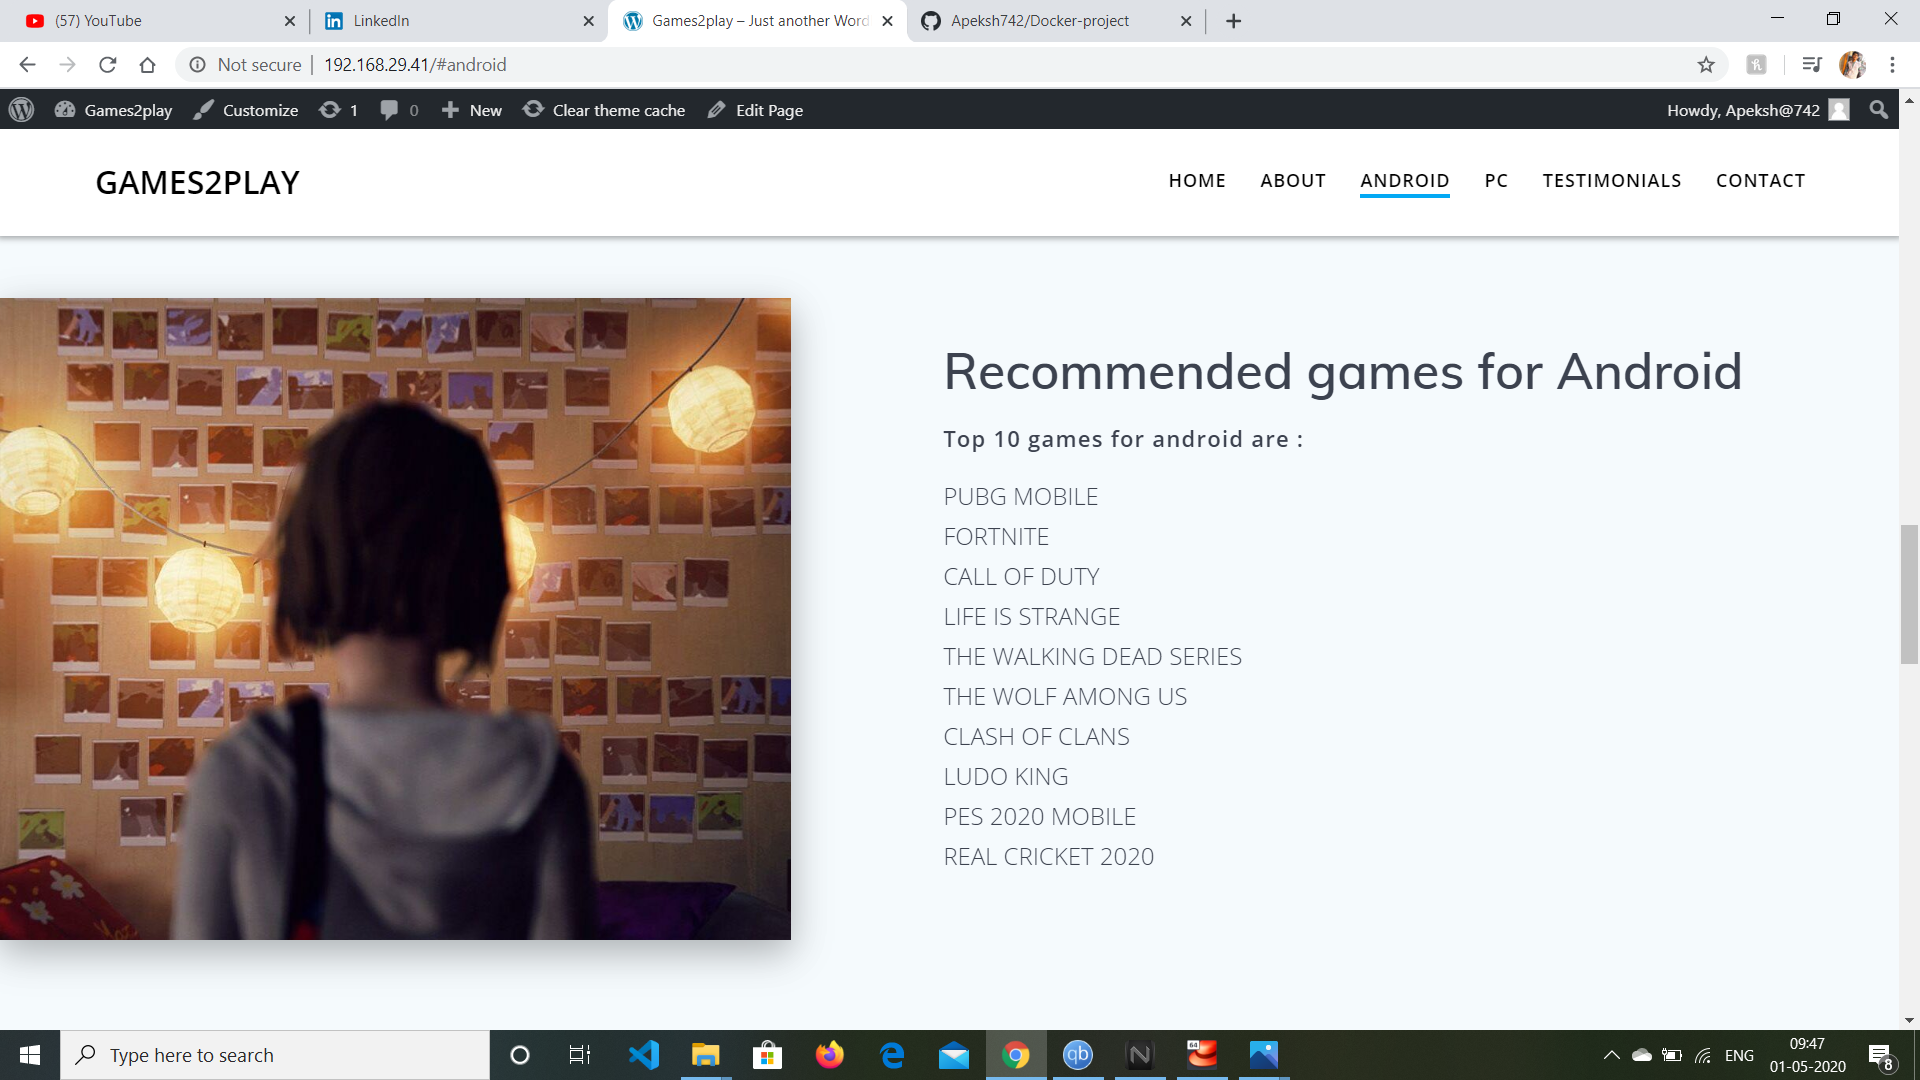 (57) YouTube
LinkedIn
Games2play – Just another Word
Apeksh742/Docker-project
Not secure
192.168.29.41/#android
Games2play
Customize
1
0
New
Clear theme cache
Edit Page
Howdy, Apeksh@742
GAMES2PLAY
HOME
ABOUT
ANDROID
PC
TESTIMONIALS
CONTACT
Recommended games for Android
Top 10 games for android are :
PUBG MOBILE
FORTNITE
CALL OF DUTY
LIFE IS STRANGE
THE WALKING DEAD SERIES
THE WOLF AMONG US
CLASH OF CLANS
LUDO KING
PES 2020 MOBILE
REAL CRICKET 2020
Type here to search
qb
N
64
ENG
09:47
01-05-2020
8